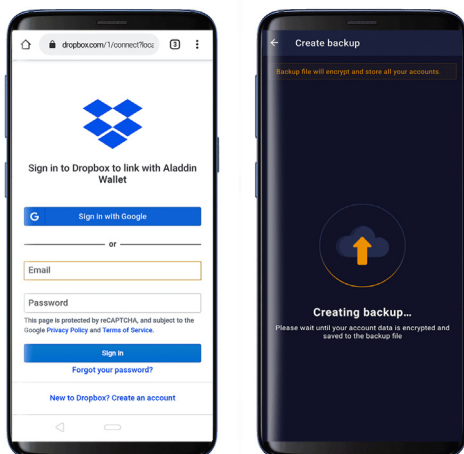 dropbox.com/1/connect?loca
3
Sign in to Dropbox to link with Aladdin
Wallet
G
Sign in with Google
or
Email
Password
This page is protected by reCAPTCHA, and subject to the
Google Privacy Policy and Terms of Service.
Sign in
Forgot your password?
New to Dropbox? Create an account
Create backup
Backup file will encrypt and store all your accounts.
Creating backup...
Please wait until your account data is encrypted and
saved to the backup file